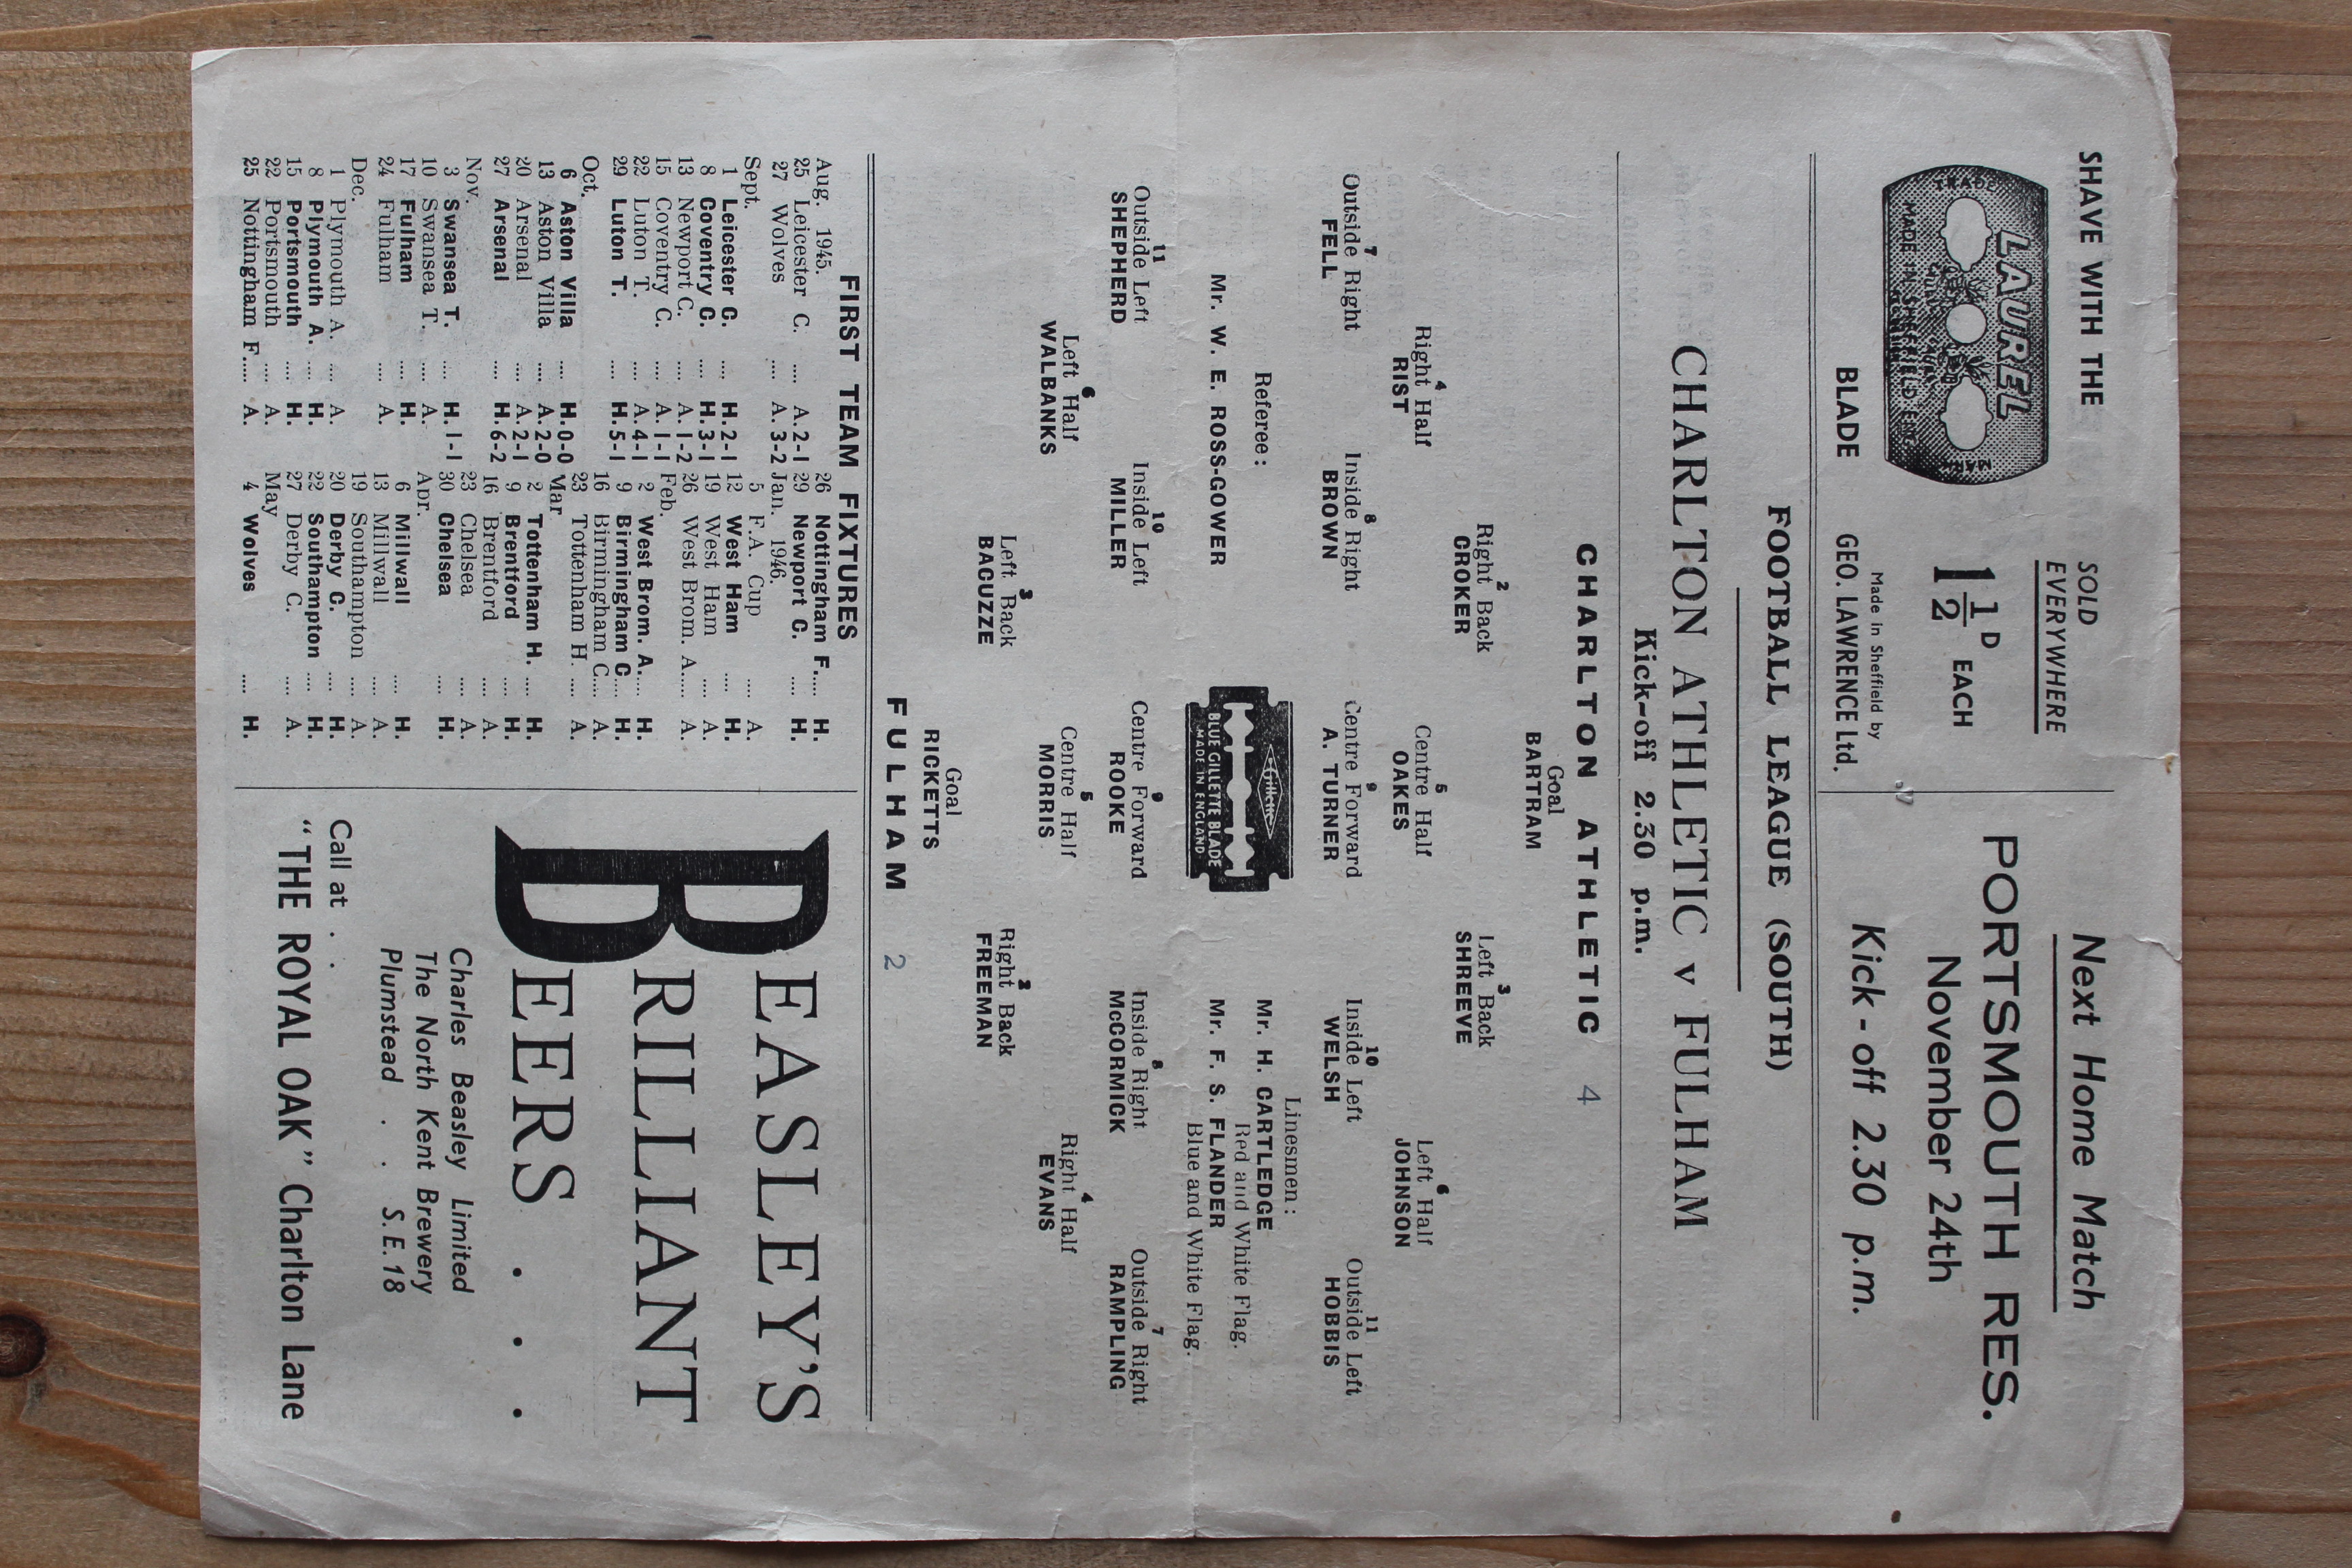 SHAVE WITH THE
TRADE MARK
LAUREL
MADE IN SHEFFIELD ENG.
BLADE
SOLD
EVERYWHERE
1½D EACH
Made in Sheffield by
GEO. LAWRENCE Ltd.
Next Home Match
PORTSMOUTH RES.
November 24th
Kick-off 2.30 p.m.
FOOTBALL LEAGUE (SOUTH)
CHARLTON ATHLETIC v FULHAM
Kick-off 2.30 p.m.
CHARLTON ATHLETIC 4
Goal
BARTRAM
2 3
Right Back Left Back
CROKER SHREEVE
4 5 6
Right Half Centre Half Left Half
RIST OAKES JOHNSON
7 8 9 10 11
Outside Right Inside Right Centre Forward Inside Left Outside Left
FELL BROWN A. TURNER WELSH HOBBIS
Referee:
Mr. W. E. ROSS-GOWER
Gillette
BLUE GILLETTE BLADE
MADE IN ENGLAND
Linesmen:
Mr. H. CARTLEDGE
Red and White Flag.
Mr. F. S. FLANDER
Blue and White Flag.
11 10 9 8 7
Outside Left Inside Left Centre Forward Inside Right Outside Right
SHEPHERD MILLER ROOKE McCORMICK RAMPLING
6 5 4
Left Half Centre Half Right Half
WALBANKS MORRIS EVANS
3 2
Left Back Right Back
BACUZZE FREEMAN
Goal
RICKETTS
FULHAM 2
FIRST TEAM FIXTURES
Aug. 1945.
25 Leicester C. .... A. 2-1
27 Wolves .... A. 3-2
Sept.
1 Leicester C. .... H. 2-1
8 Coventry C. .... H. 3-1
13 Newport C. .... A. 1-2
15 Coventry C. .... A. 1-1
22 Luton T. .... A. 4-1
29 Luton T. .... H. 5-1
Oct.
6 Aston Villa .... H. 0-0
13 Aston Villa .... A. 2-0
20 Arsenal .... A. 2-1
27 Arsenal .... H. 6-2
Nov.
3 Swansea T. .... H. 1-1
10 Swansea T. .... A.
17 Fulham .... H.
24 Fulham .... A.
Dec.
1 Plymouth A. .... A.
8 Plymouth A. .... H.
15 Portsmouth .... H.
22 Portsmouth .... A.
25 Nottingham F. .... A.
26 Nottingham F. .... H.
29 Newport C. .... H.
Jan. 1946.
5 F.A. Cup .... A.
12 West Ham .... H.
19 West Ham .... A.
26 West Brom. A. .... A.
Feb.
2 West Brom. A. .... H.
9 Birmingham C .... H.
16 Birmingham C. .... A.
23 Tottenham H. .... A.
Mar
2 Tottenham H. .... H.
9 Brentford .... H.
16 Brentford .... A.
23 Chelsea .... A.
30 Chelsea .... H.
Apr.
6 Millwall .... H.
13 Millwall .... A.
19 Southampton .... A.
20 Derby C. .... H.
22 Southampton .... H.
27 Derby C. .... A.
May
4 Wolves .... H.
BEASLEY'S
BRILLIANT
BEERS . . .
Charles Beasley Limited
The North Kent Brewery
Plumstead . . S.E.18
Call at . .
"THE ROYAL OAK" Charlton Lane